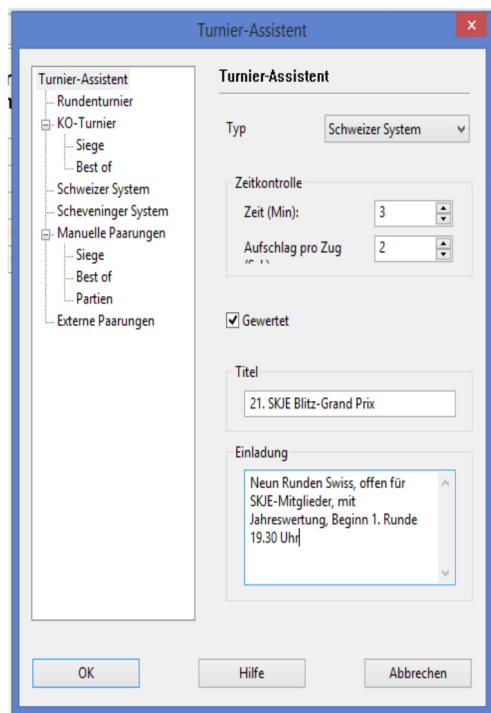 Turnier-Assistent
x
Turnier-Assistent
Rundenturnier
KO-Turnier
Siege
Best of
Schweizer System
Scheveninger System
Manuelle Paarungen
Siege
Best of
Partien
Externe Paarungen
Turnier-Assistent
Typ
Schweizer System
Zeitkontrolle
Zeit (Min):
3
Aufschlag pro Zug
2
Gewertet
Titel
21. SKJE Blitz-Grand Prix
Einladung
Neun Runden Swiss, offen für
SKJE-Mitglieder, mit
Jahreswertung, Beginn 1. Runde
19.30 Uhr
OK
Hilfe
Abbrechen